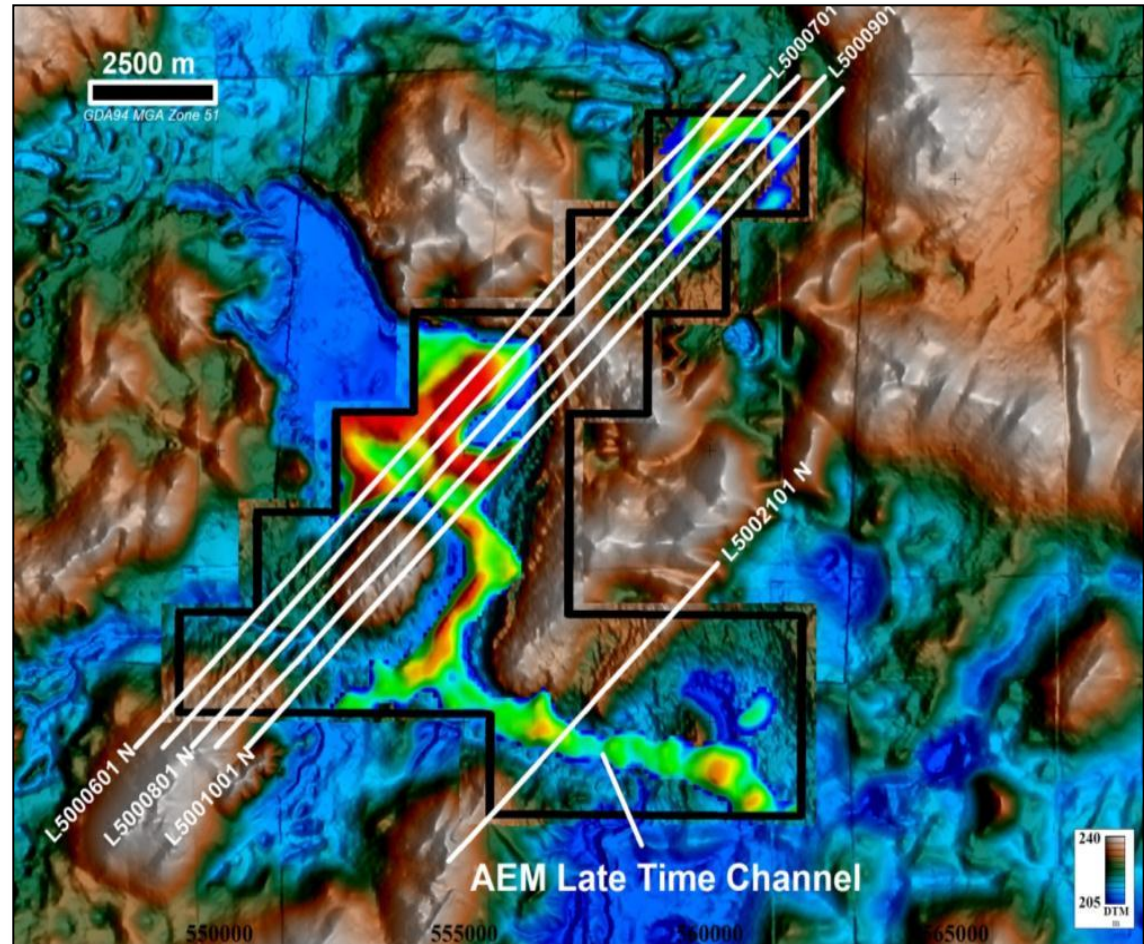 2500 m
GDA94 MGA Zone 51
L5000701
L5000901
L5002101 N
L5000601 N
L5000801 N
L5001001 N
AEM Late Time Channel
240
205
DTM
m
550000
555000
560000
565000